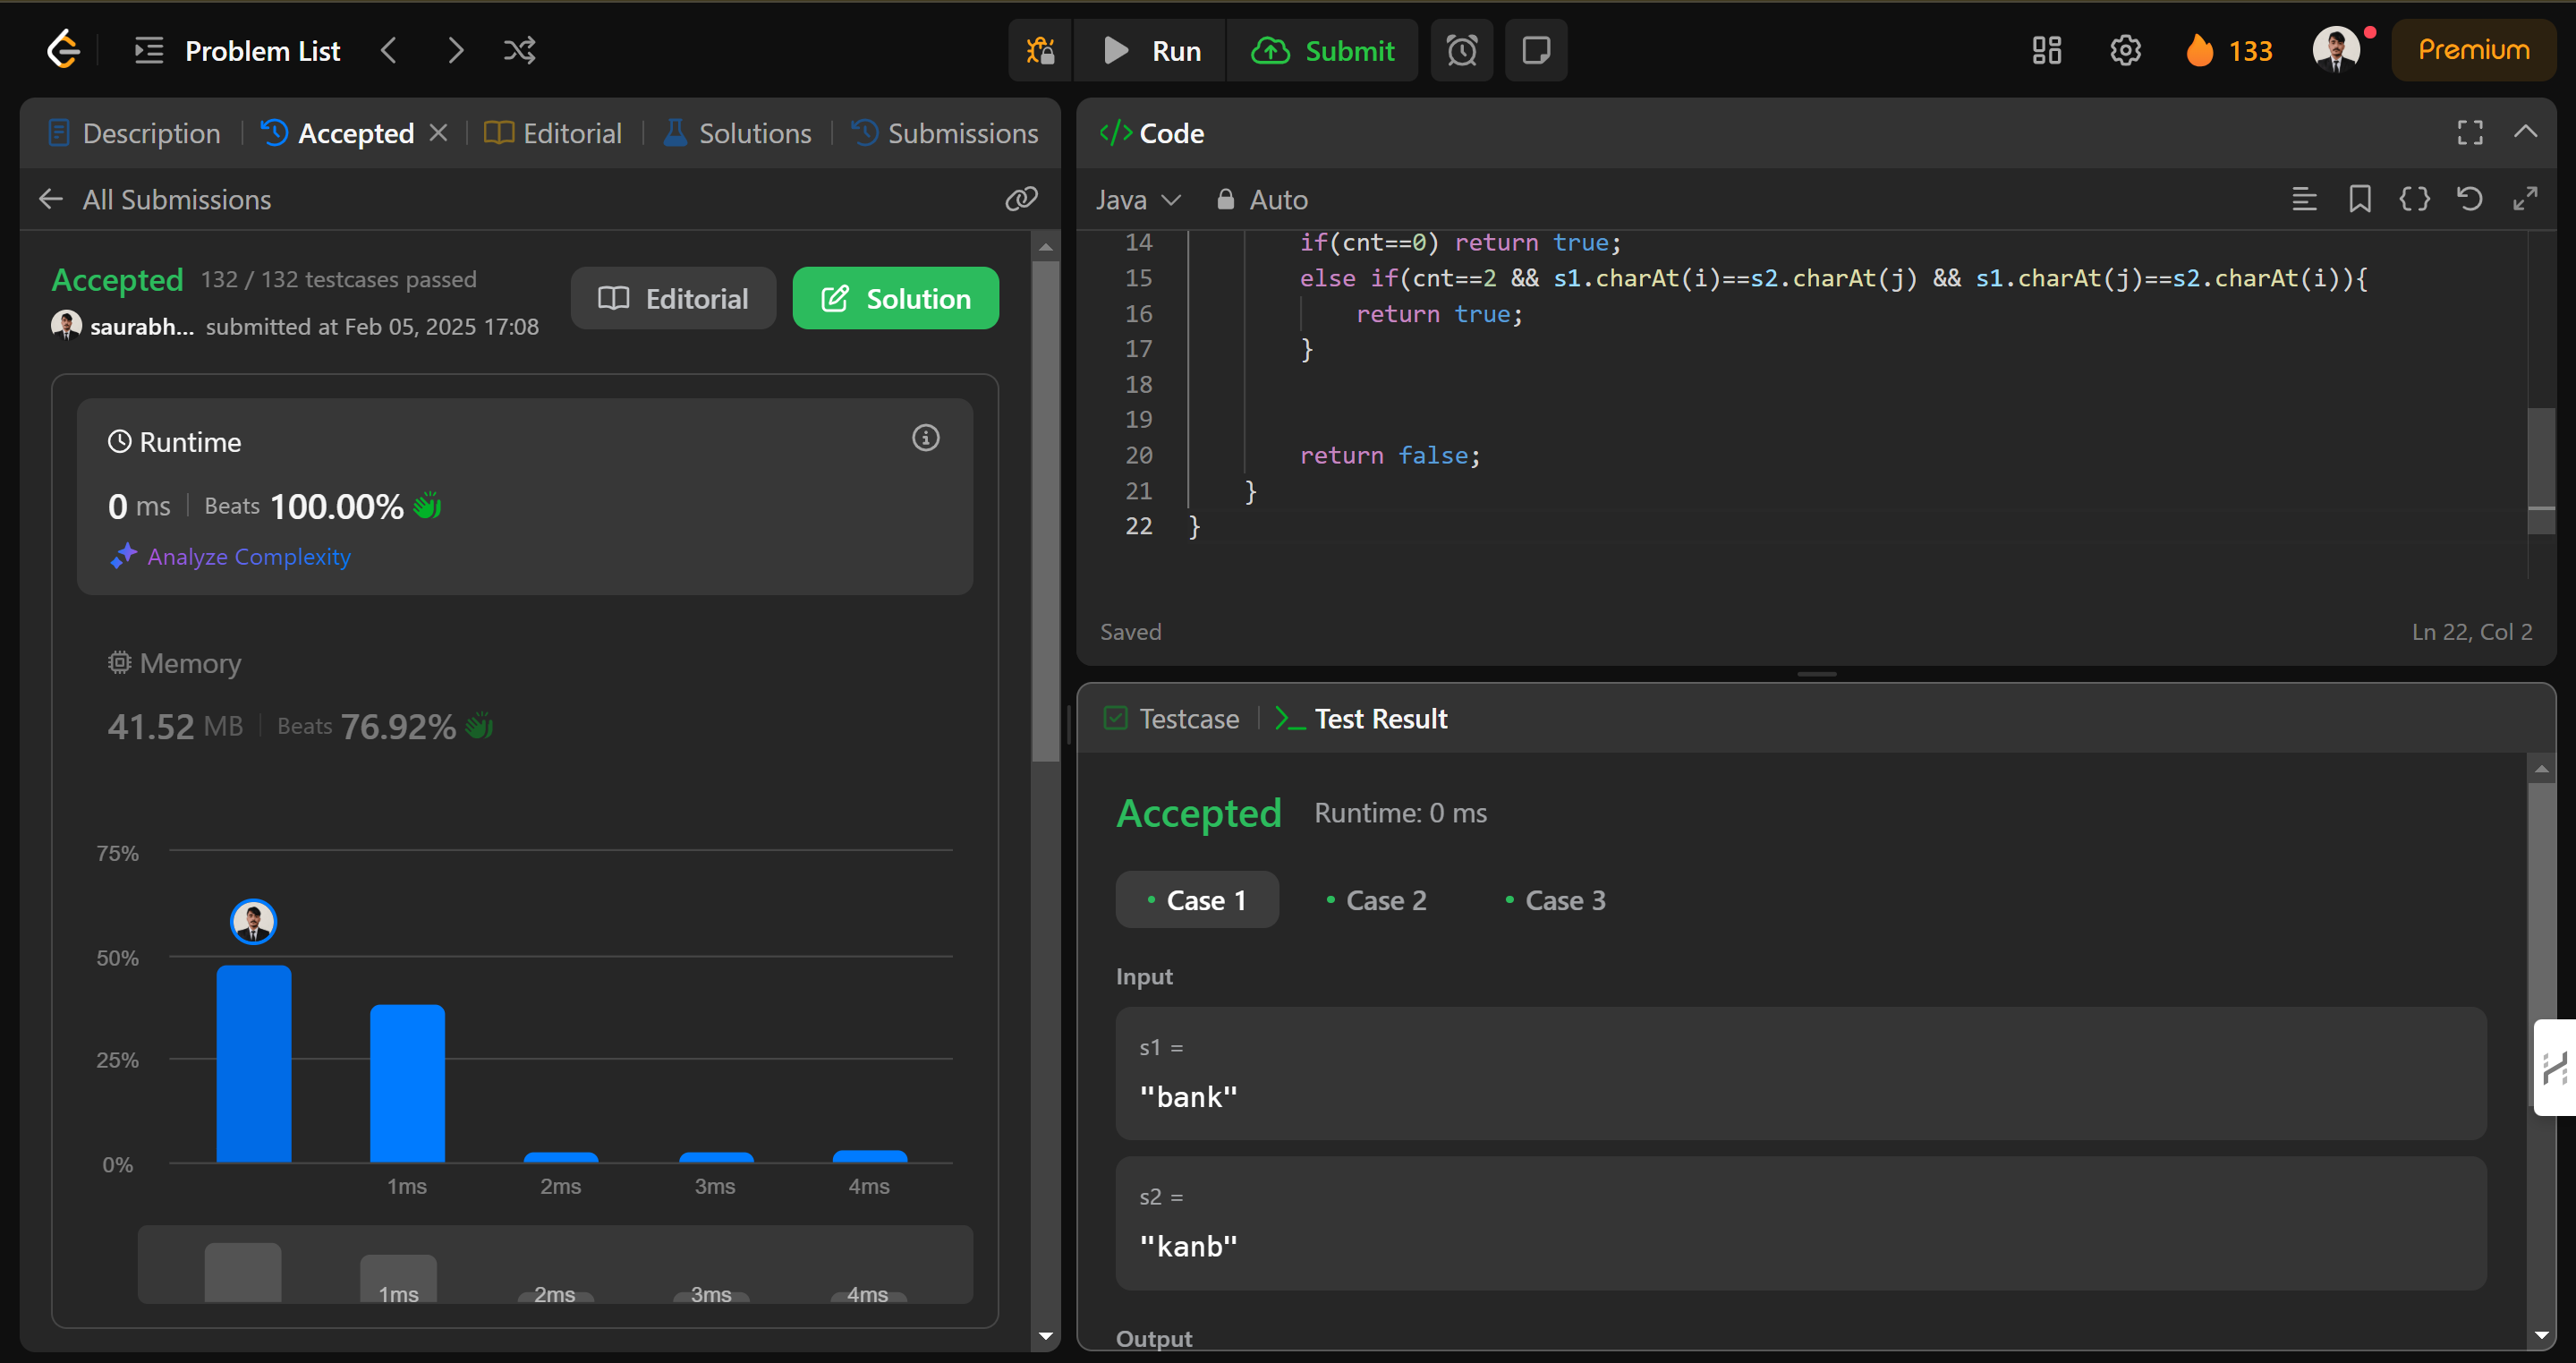 Problem List
Run
Submit
133
Premium
Description
Accepted
Editorial
Solutions
Submissions
All Submissions
Accepted 132 / 132 testcases passed
saurabh... submitted at Feb 05, 2025 17:08
Editorial
Solution
Runtime
0 ms Beats 100.00%
Analyze Complexity
Memory
41.52 MB Beats 76.92%
75%
50%
25%
0%
1ms 2ms 3ms 4ms
1ms 2ms 3ms 4ms
</> Code
Java Auto
14 if(cnt==0) return true;
15 else if(cnt==2 && s1.charAt(i)==s2.charAt(j) && s1.charAt(j)==s2.charAt(i)){
16 return true;
17 }
18
19
20 return false;
21 }
22 }
Saved Ln 22, Col 2
Testcase >_ Test Result
Accepted Runtime: 0 ms
• Case 1 • Case 2 • Case 3
Input
s1 =
"bank"
s2 =
"kanb"
Output